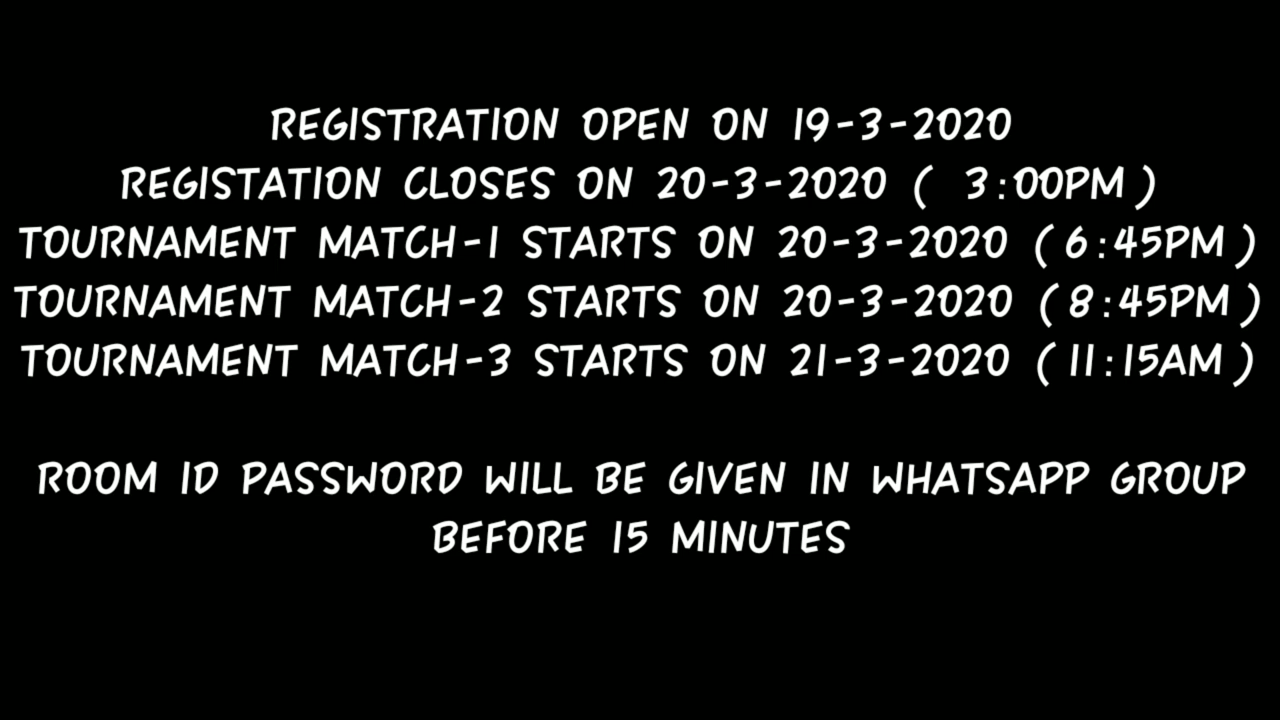 REGISTRATION OPEN ON 19-3-2020
REGISTATION CLOSES ON 20-3-2020 ( 3:00PM )
TOURNAMENT MATCH-1 STARTS ON 20-3-2020 ( 6:45PM )
TOURNAMENT MATCH-2 STARTS ON 20-3-2020 ( 8:45PM )
TOURNAMENT MATCH-3 STARTS ON 21-3-2020 ( 11:15AM )
ROOM ID PASSWORD WILL BE GIVEN IN WHATSAPP GROUP
BEFORE 15 MINUTES